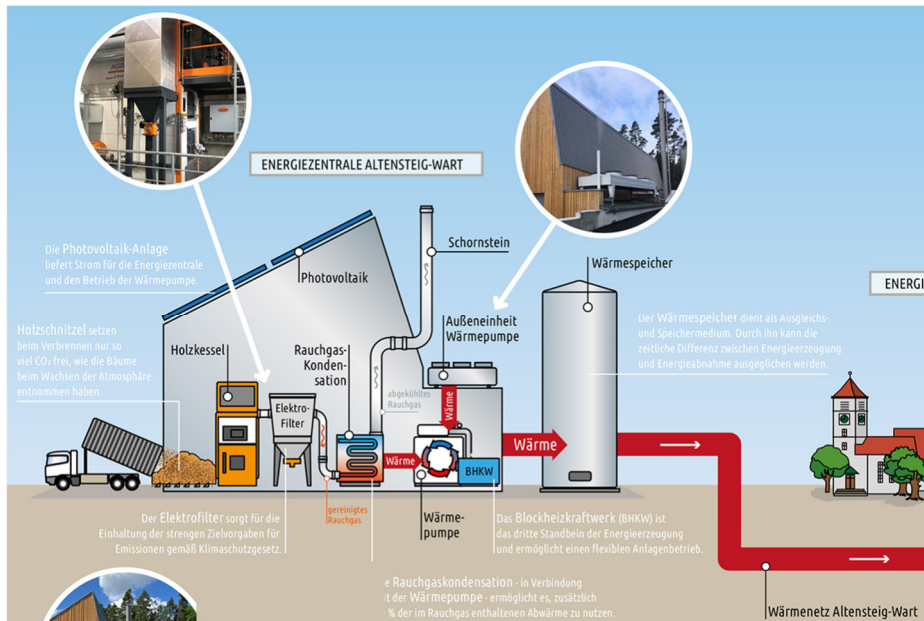 ENERGIEZENTRALE ALTENSTEIG-WART
Schornstein
Die Photovoltaik-Anlage
liefert Strom für die Energiezentrale
und den Betrieb der Wärmepumpe.
Photovoltaik
Wärmespeicher
ENERGI
Außeneinheit
Wärmepumpe
Der Wärmespeicher dient als Ausgleichs-
und Speichermedium. Durch ihn kann die
zeitliche Differenz zwischen Energieerzeugung
und Energieabnahme ausgeglichen werden.
Holzschnitzel setzen
beim Verbrennen nur so
viel CO₂ frei, wie die Bäume
beim Wachsen der Atmosphäre
entnommen haben.
Holzkessel
Rauchgas-
Konden-
sation
abgekühltes
Rauchgas
Elektro-
Filter
Wärme
Wärme
Wärme
BHKW
gereinigtes
Rauchgas
Wärme-
pumpe
Der Elektrofilter sorgt für die
Einhaltung der strengen Zielvorgaben für
Emissionen gemäß Klimaschutzgesetz.
Das Blockheizkraftwerk (BHKW) ist
das dritte Standbein der Energieerzeugung
und ermöglicht einen flexiblen Anlagenbetrieb.
e Rauchgaskondensation - in Verbindung
t der Wärmepumpe - ermöglicht es, zusätzlich
% der im Rauchgas enthaltenen Abwärme zu nutzen.
Wärmenetz Altensteig-Wart